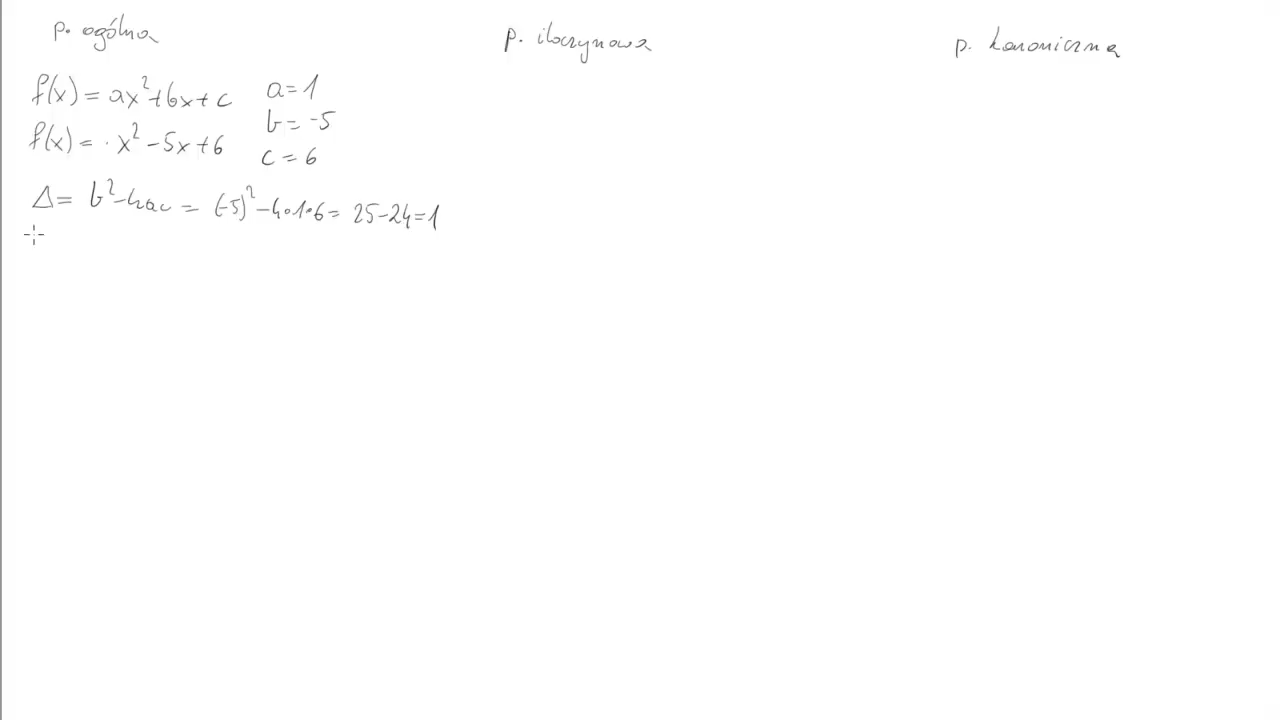 p. ogólna
p. iloczynowa
p. kanoniczna
f(x) = ax²+bx+c
a=1
f(x) = x² - 5x+6
b= -5
c = 6
Δ= b²-4ac = (-5)² -4•1•6= 25-24=1